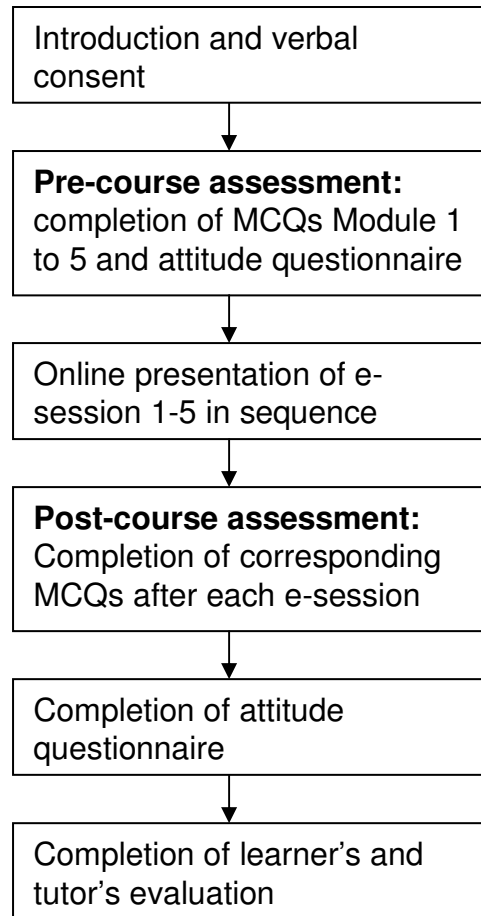 Introduction and verbal
consent
Pre-course assessment:
completion of MCQs Module 1
to 5 and attitude questionnaire
Online presentation of e-
session 1-5 in sequence
Post-course assessment:
Completion of corresponding
MCQs after each e-session
Completion of attitude
questionnaire
Completion of learner’s and
tutor’s evaluation